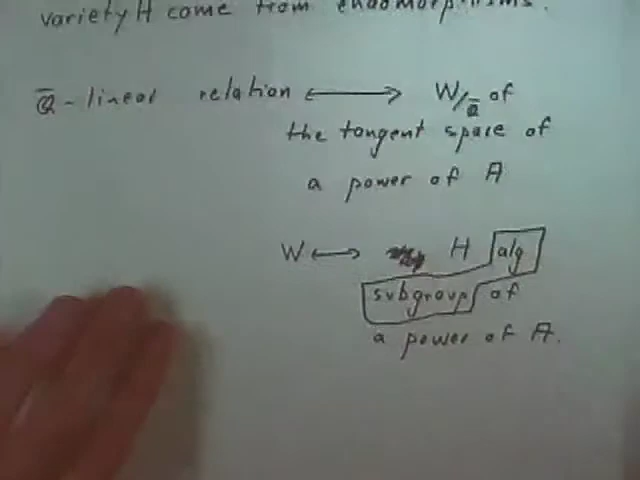 variety H come from endomorphisms.
Q̅-linear relation ⟷ W/Q̅ of
the tangent space of
a power of A
W ⟷ H alg
subgroup of
a power of A.